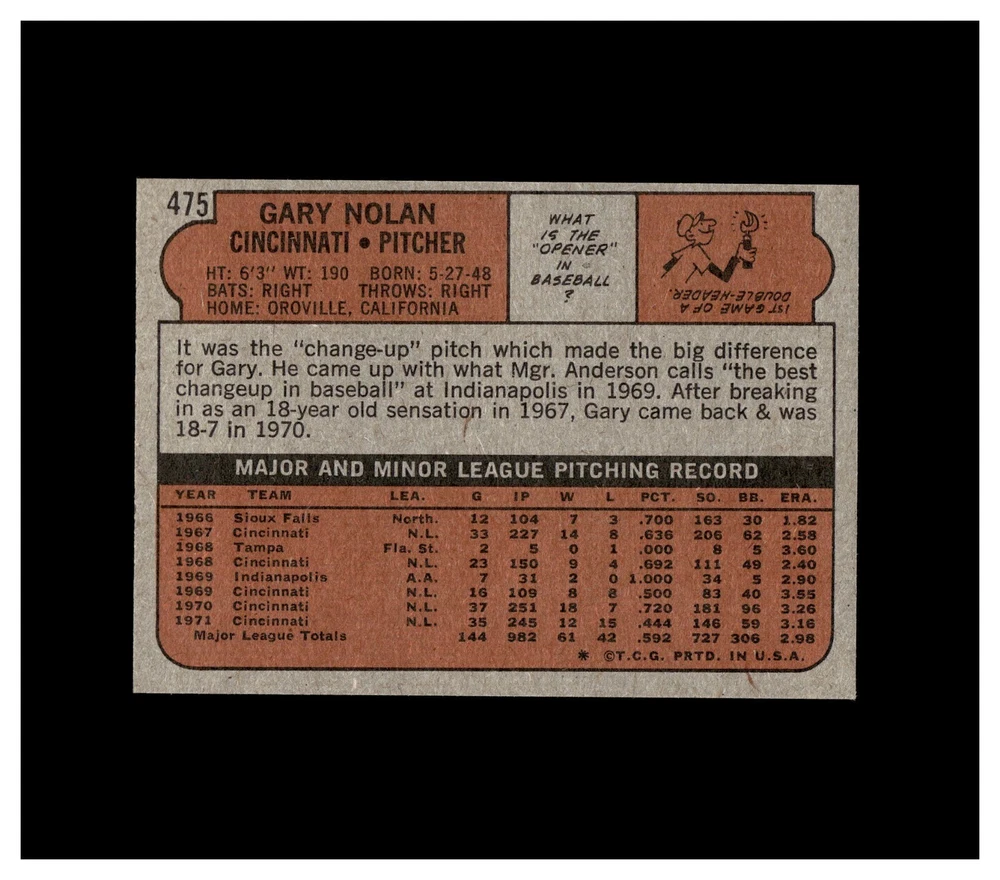 475
GARY NOLAN
CINCINNATI • PITCHER
HT: 6'3" WT: 190 BORN: 5-27-48
BATS: RIGHT THROWS: RIGHT
HOME: OROVILLE, CALIFORNIA
WHAT
IS THE
"OPENER"
IN
BASEBALL
?
1ST GAME OF A
DOUBLE-HEADER.
It was the "change-up" pitch which made the big difference
for Gary. He came up with what Mgr. Anderson calls "the best
changeup in baseball" at Indianapolis in 1969. After breaking
in as an 18-year old sensation in 1967, Gary came back & was
18-7 in 1970.
MAJOR AND MINOR LEAGUE PITCHING RECORD
YEAR TEAM LEA. G IP W L PCT. SO. BB. ERA.
1966 Sioux Falls North. 12 104 7 3 .700 163 30 1.82
1967 Cincinnati N.L. 33 227 14 8 .636 206 62 2.58
1968 Tampa Fla. St. 2 5 0 1 .000 8 5 3.60
1968 Cincinnati N.L. 23 150 9 4 .692 111 49 2.40
1969 Indianapolis A.A. 7 31 2 0 1.000 34 5 2.90
1969 Cincinnati N.L. 16 109 8 8 .500 83 40 3.55
1970 Cincinnati N.L. 37 251 18 7 .720 181 96 3.26
1971 Cincinnati N.L. 35 245 12 15 .444 146 59 3.16
Major League Totals 144 982 61 42 .592 727 306 2.98
* ©T.C.G. PRTD. IN U.S.A.